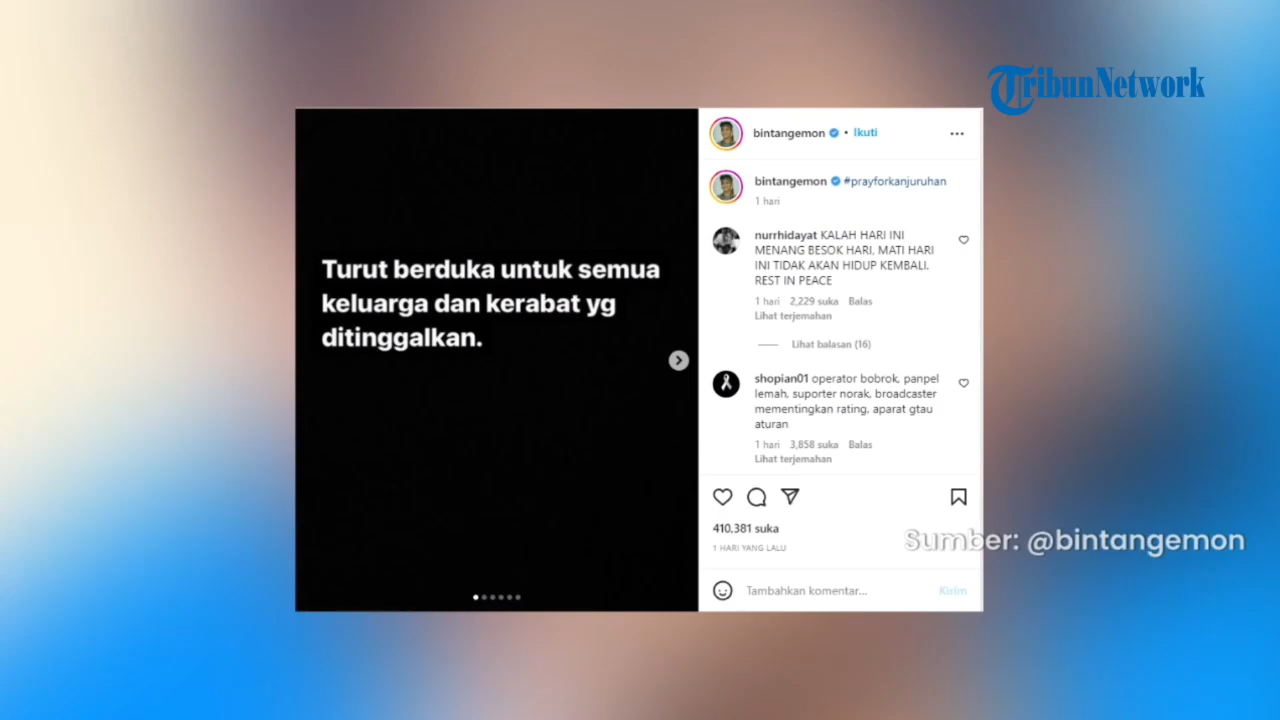 TribunNetwork
Turut berduka untuk semua
keluarga dan kerabat yg
ditinggalkan.
bintangemon • Ikuti
bintangemon #prayforkanjuruhan
1 hari
nurrhidayat KALAH HARI INI
MENANG BESOK HARI, MATI HARI
INI TIDAK AKAN HIDUP KEMBALI.
REST IN PEACE
1 hari 2,229 suka Balas
Lihat terjemahan
Lihat balasan (16)
shopian01 operator bobrok, panpel
lemah, suporter norak, broadcaster
mementingkan rating, aparat gtau
aturan
1 hari 3,858 suka Balas
Lihat terjemahan
410,381 suka
1 HARI YANG LALU
Sumber: @bintangemon
Tambahkan komentar... Kirim